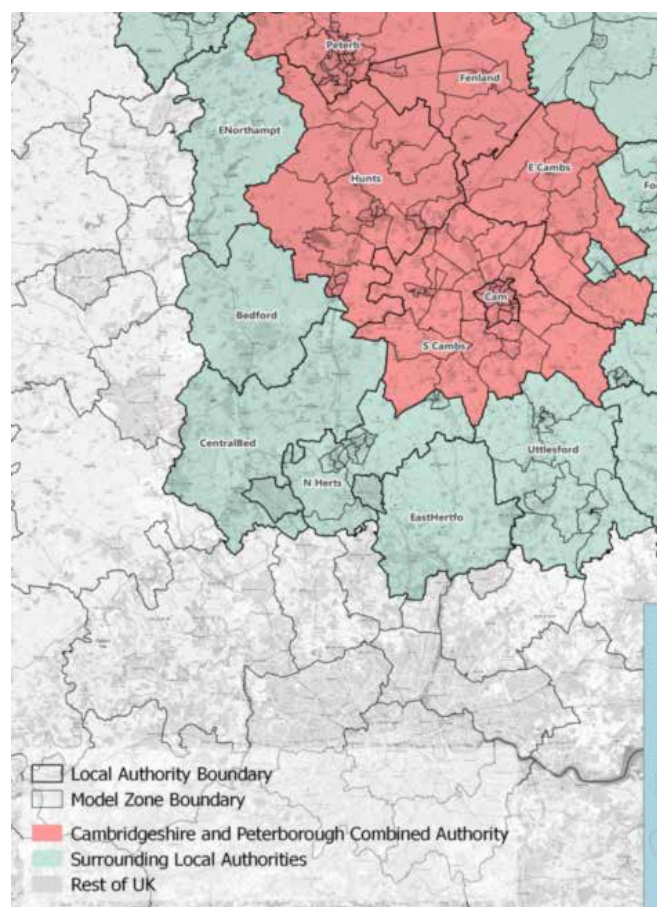 Peterb
Fenland
ENorthampt
E Cambs
Hunts
Fo
Cam
Bedford
S Cambs
CentralBed
Uttlesford
N Herts
EastHertfo
Local Authority Boundary
Model Zone Boundary
Cambridgeshire and Peterborough Combined Authority
Surrounding Local Authorities
Rest of UK